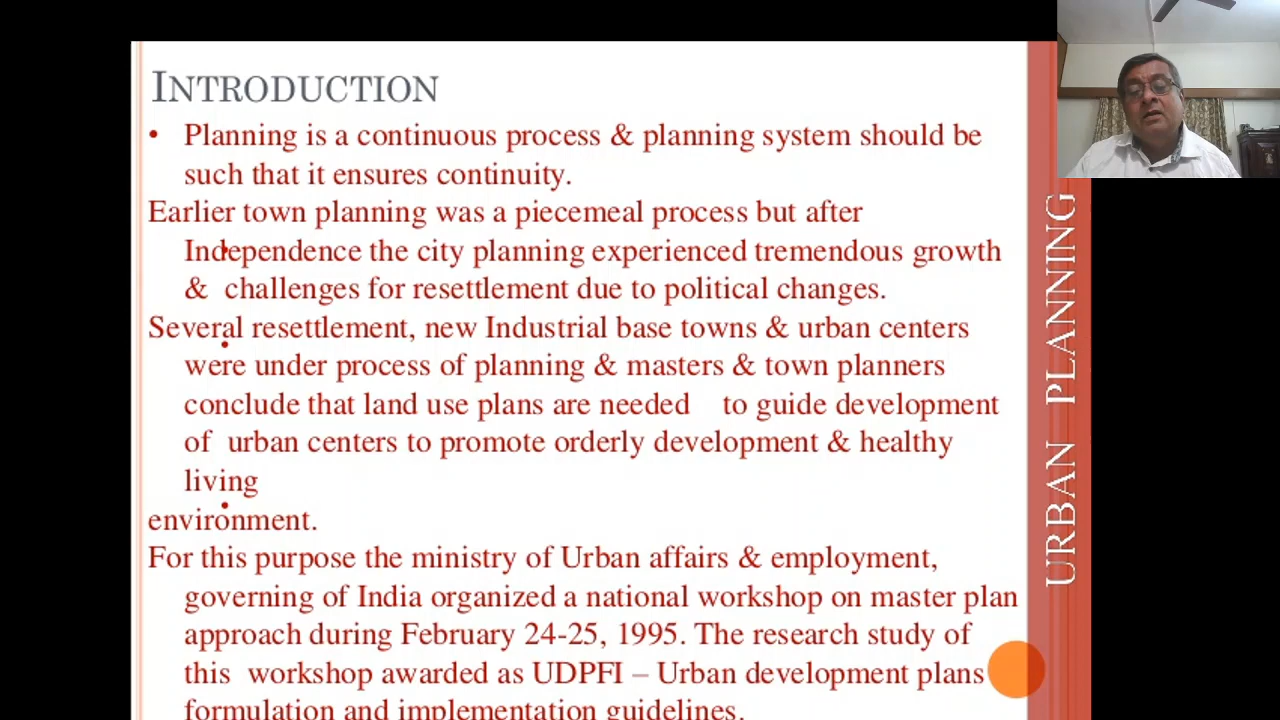 INTRODUCTION
• Planning is a continuous process & planning system should be
such that it ensures continuity.
Earlier town planning was a piecemeal process but after
Independence the city planning experienced tremendous growth
& challenges for resettlement due to political changes.
Several resettlement, new Industrial base towns & urban centers
were under process of planning & masters & town planners
conclude that land use plans are needed to guide development
of urban centers to promote orderly development & healthy
living
environment.
For this purpose the ministry of Urban affairs & employment,
governing of India organized a national workshop on master plan
approach during February 24-25, 1995. The research study of
this workshop awarded as UDPFI – Urban development plans
formulation and implementation guidelines.
URBAN PLANNING